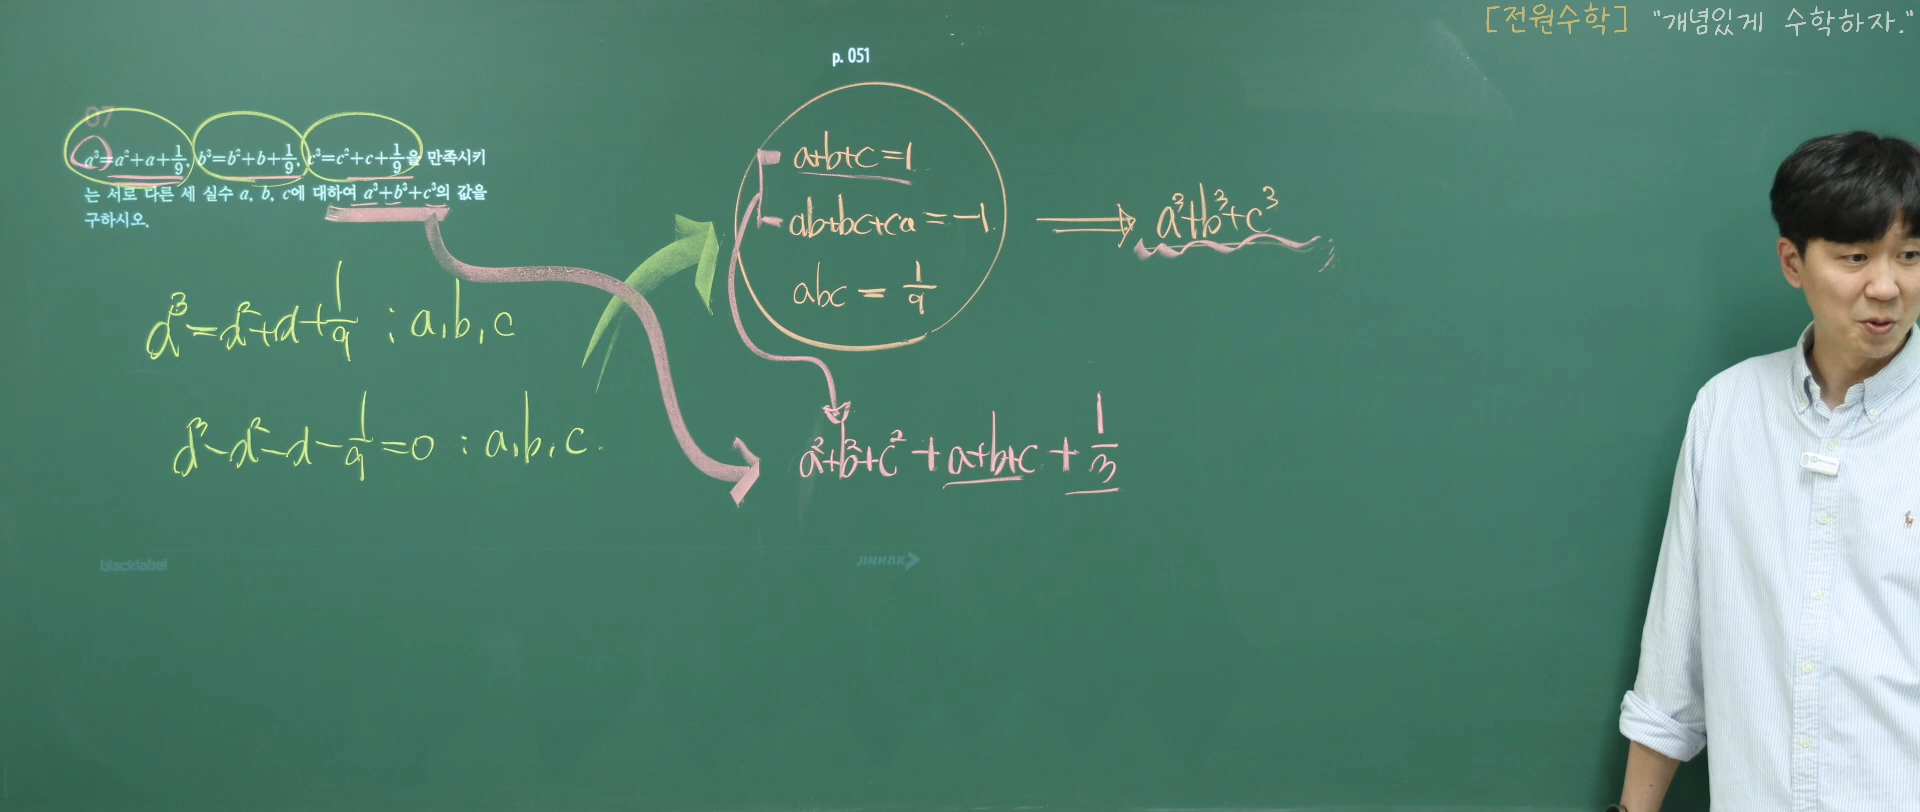 [전원수학] "개념있게 수학하자."
p. 051
07
a³=a²+a+1/9, b³=b²+b+1/9, c³=c²+c+1/9을 만족시키
는 서로 다른 세 실수 a, b, c에 대하여 a³+b³+c³의 값을
구하시오.
d³=d²+d+1/9 : a, b, c
d³-d²-d-1/9=0 : a, b, c.
a+b+c=1
ab+bc+ca=-1
abc=1/9
⇒ a³+b³+c³
a²+b²+c²+a+b+c+1/3
blacklabel
JINHAK